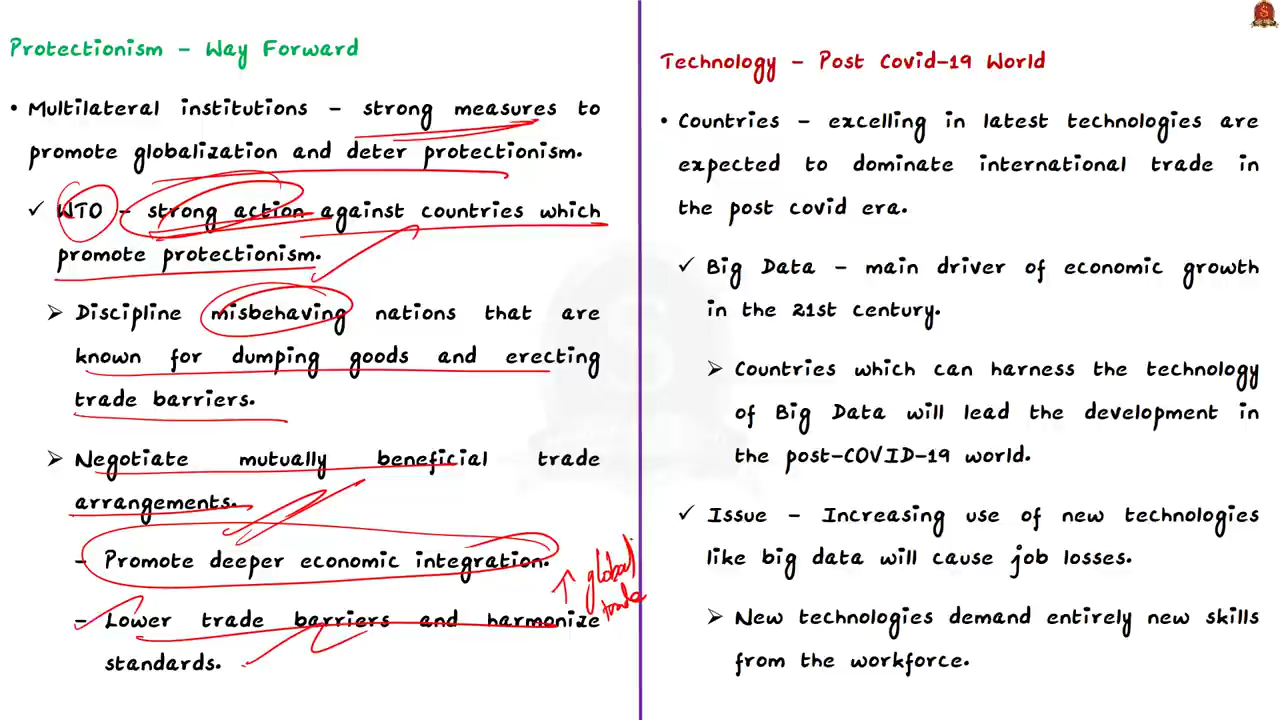 Protectionism – Way Forward
• Multilateral institutions – strong measures to
promote globalization and deter protectionism.
✓ WTO – strong action against countries which
promote protectionism.
➢ Discipline misbehaving nations that are
known for dumping goods and erecting
trade barriers.
➢ Negotiate mutually beneficial trade
arrangements.
– Promote deeper economic integration.
↑ global
trade
– Lower trade barriers and harmonize
standards.
Technology – Post Covid-19 World
• Countries – excelling in latest technologies are
expected to dominate international trade in
the post covid era.
✓ Big Data – main driver of economic growth
in the 21st century.
➢ Countries which can harness the technology
of Big Data will lead the development in
the post-COVID-19 world.
✓ Issue – Increasing use of new technologies
like big data will cause job losses.
➢ New technologies demand entirely new skills
from the workforce.